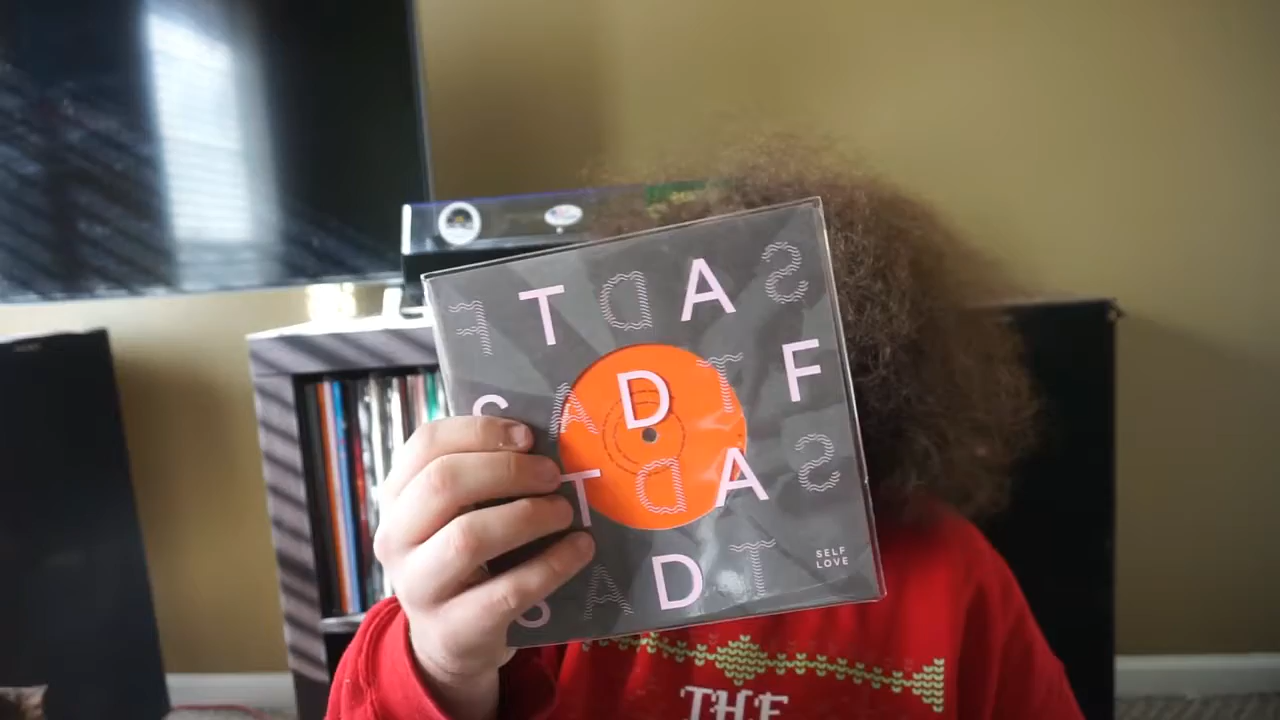 F T D A S
S A D T F
T D A S
S A D T
SELF
LOVE
THE